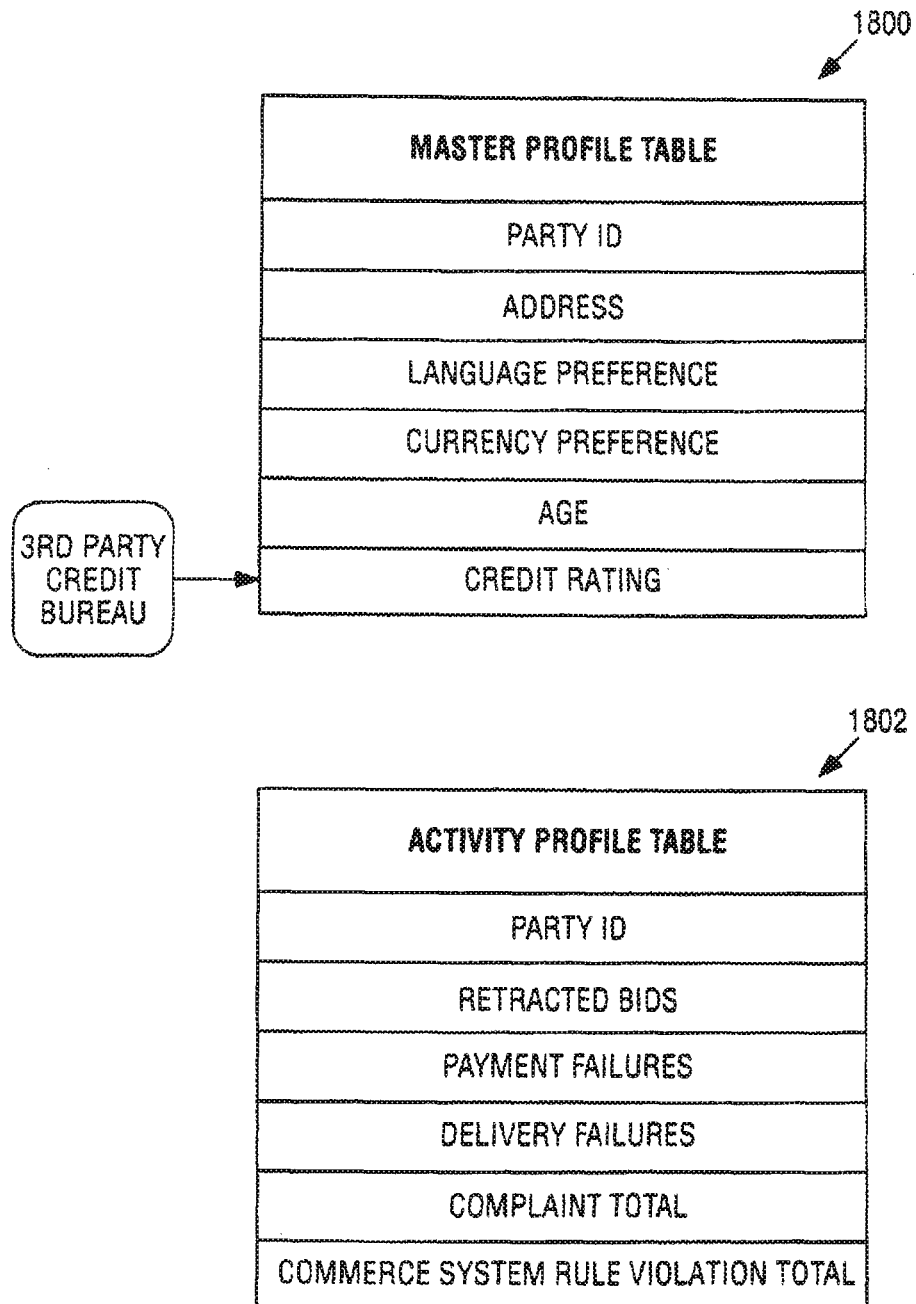 1800
MASTER PROFILE TABLE
PARTY ID
ADDRESS
LANGUAGE PREFERENCE
CURRENCY PREFERENCE
AGE
3RD PARTY
CREDIT
BUREAU
CREDIT RATING
1802
ACTIVITY PROFILE TABLE
PARTY ID
RETRACTED BIDS
PAYMENT FAILURES
DELIVERY FAILURES
COMPLAINT TOTAL
COMMERCE SYSTEM RULE VIOLATION TOTAL